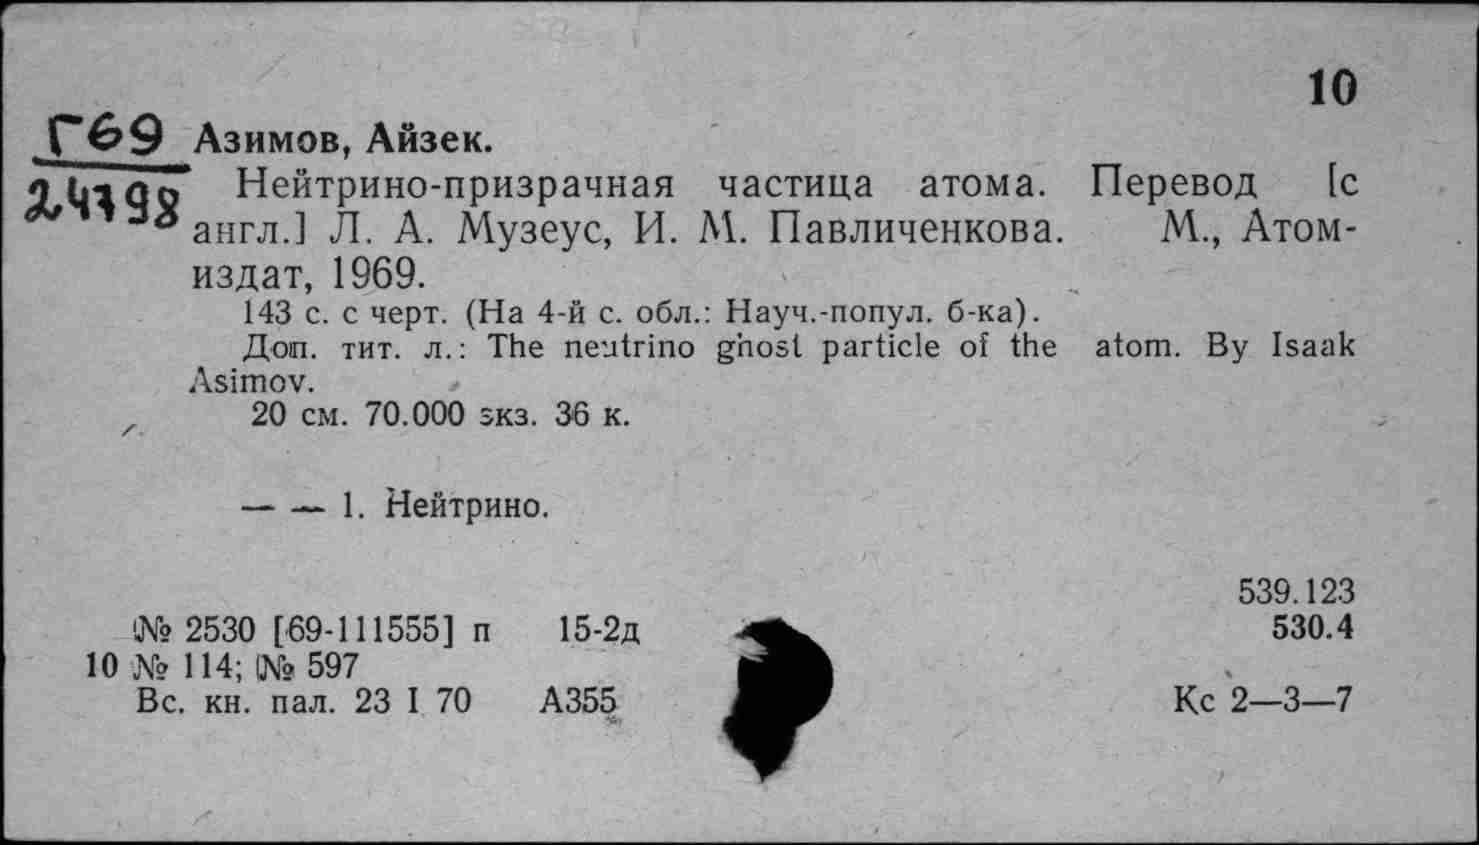 10
Г69 Азимов, Айзек.
24798 Нейтрино-призрачная частица атома. Перевод [с
англ.] Л. А. Музеус, И. М. Павличенкова. М., Атом-
издат, 1969.
143 с. с черт. (На 4-й с. обл.: Науч.-попул. б-ка).
Доп. тит. л.: The neutrino ghost particle of the atom. By Isaak
Asimov.
20 см. 70.000 экз. 36 к.
— — 1. Нейтрино.
539.123
№ 2530 [69-111555] п 15-2д 530.4
10 № 114; № 597
Вс. кн. пал. 23 I 70 А355 Кс 2—3—7